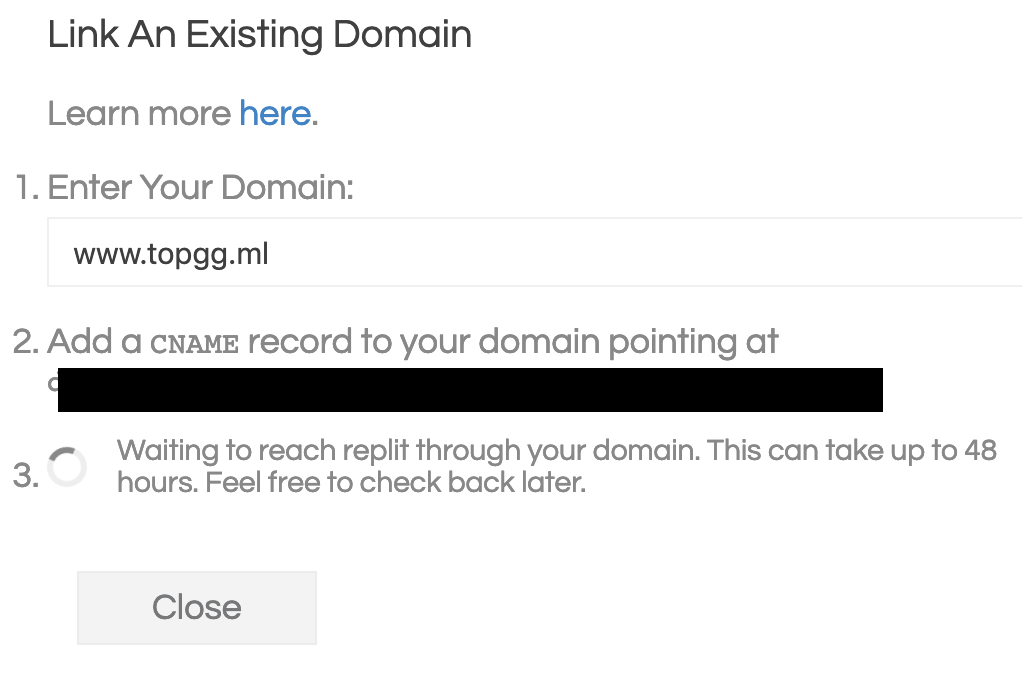 Link An Existing Domain
Learn more here.
1. Enter Your Domain:
www.topgg.ml
2. Add a CNAME record to your domain pointing at
3. Waiting to reach replit through your domain. This can take up to 48
hours. Feel free to check back later.
Close